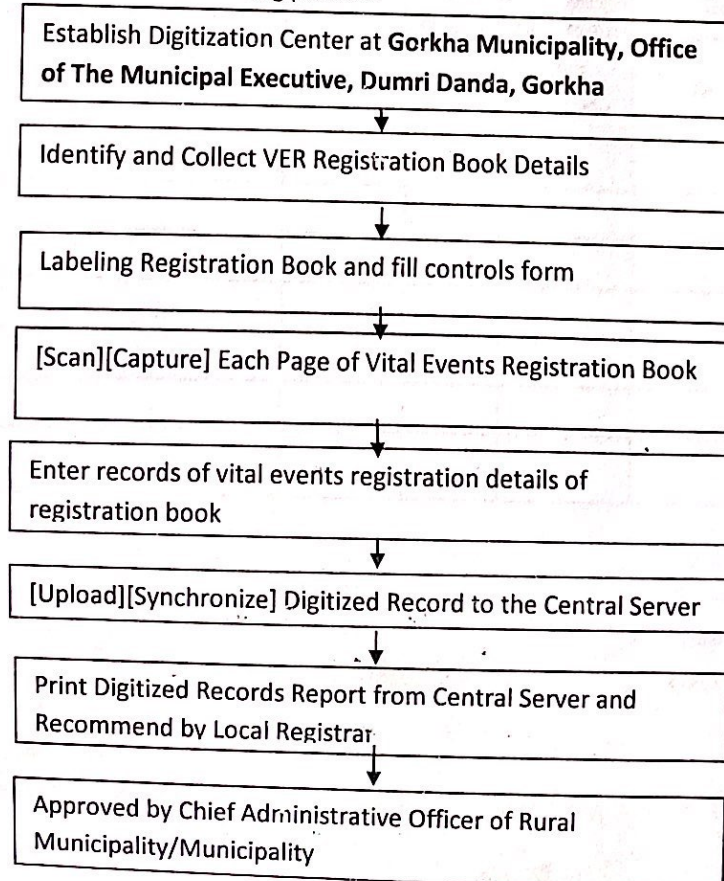 Establish Digitization Center at Gorkha Municipality, Office
of The Municipal Executive, Dumri Danda, Gorkha
Identify and Collect VER Registration Book Details
Labeling Registration Book and fill controls form
[Scan][Capture] Each Page of Vital Events Registration Book
Enter records of vital events registration details of
registration book
[Upload][Synchronize] Digitized Record to the Central Server
Print Digitized Records Report from Central Server and
Recommend by Local Registrar
Approved by Chief Administrative Officer of Rural
Municipality/Municipality